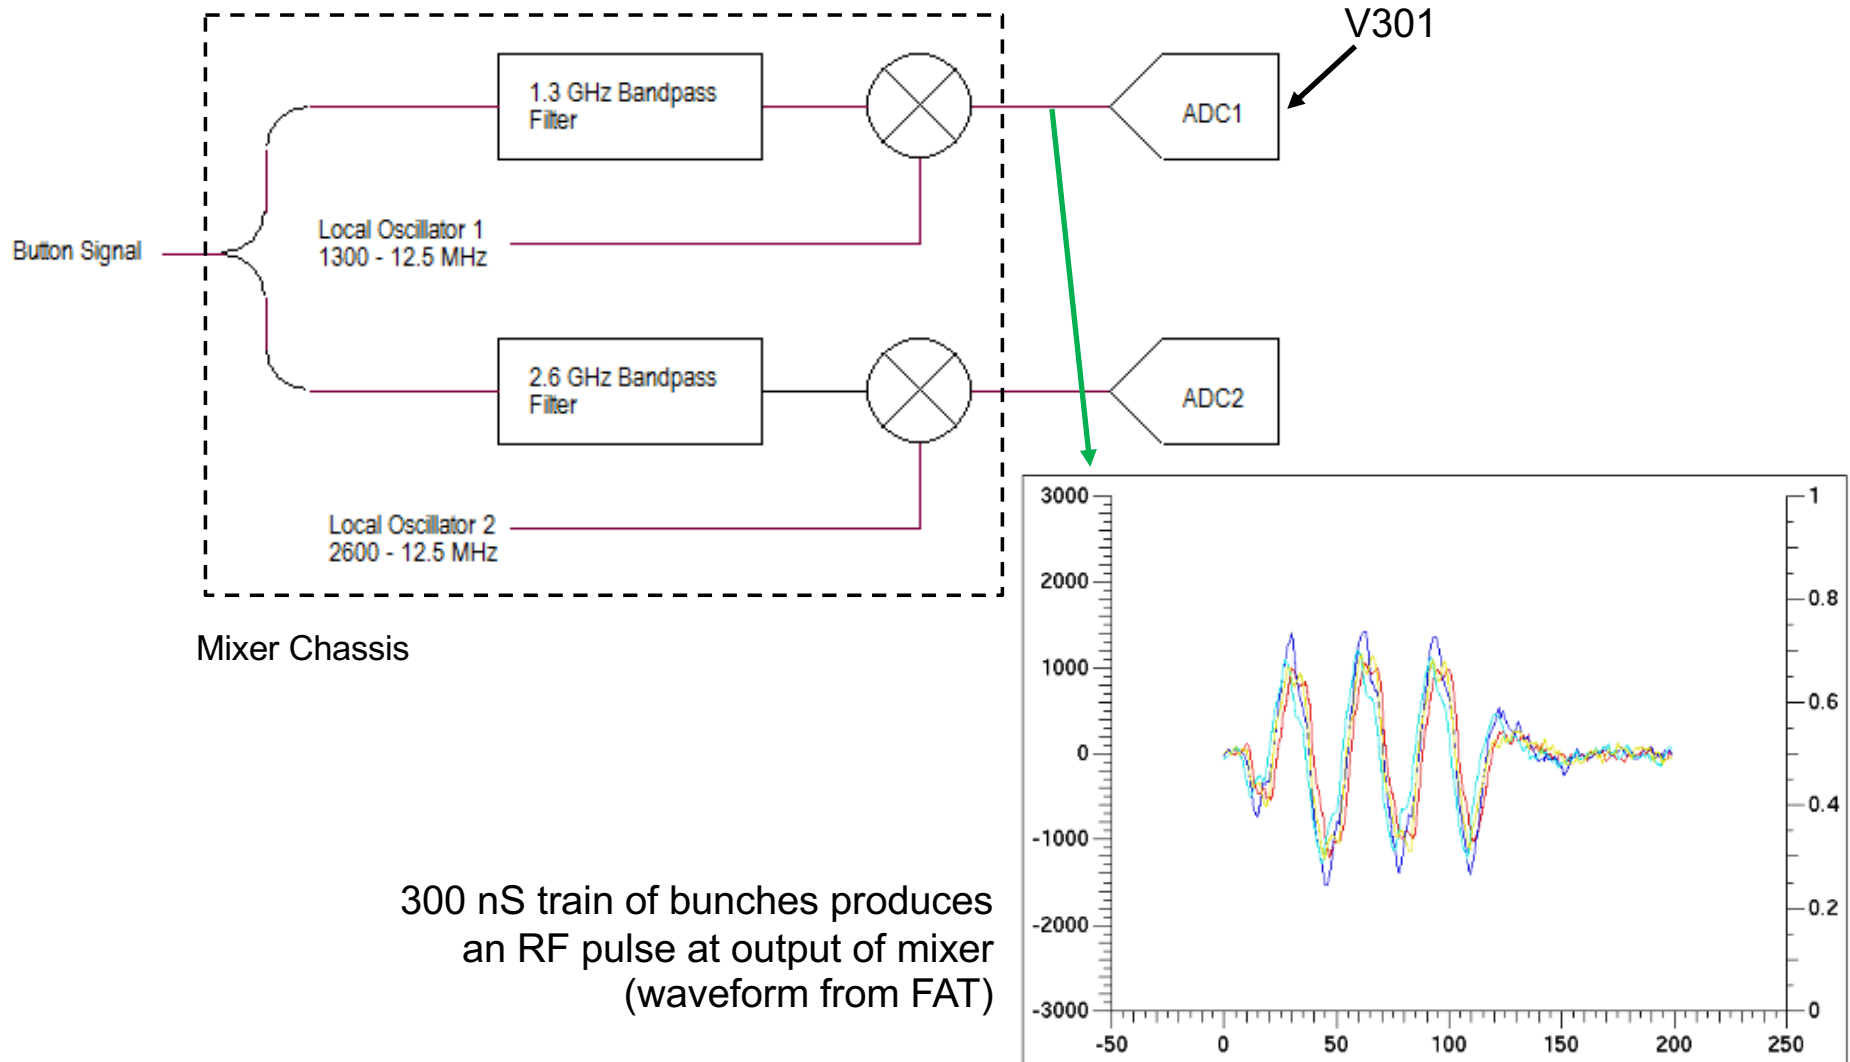 V301
1.3 GHz Bandpass
Filter
ADC1
Button Signal
Local Oscillator 1
1300 - 12.5 MHz
2.6 GHz Bandpass
Filter
ADC2
Local Oscillator 2
2600 - 12.5 MHz
Mixer Chassis
300 nS train of bunches produces
an RF pulse at output of mixer
(waveform from FAT)
3000
2000
1000
0
-1000
-2000
-3000
1
0.8
0.6
0.4
0.2
0
-50 0 50 100 150 200 250